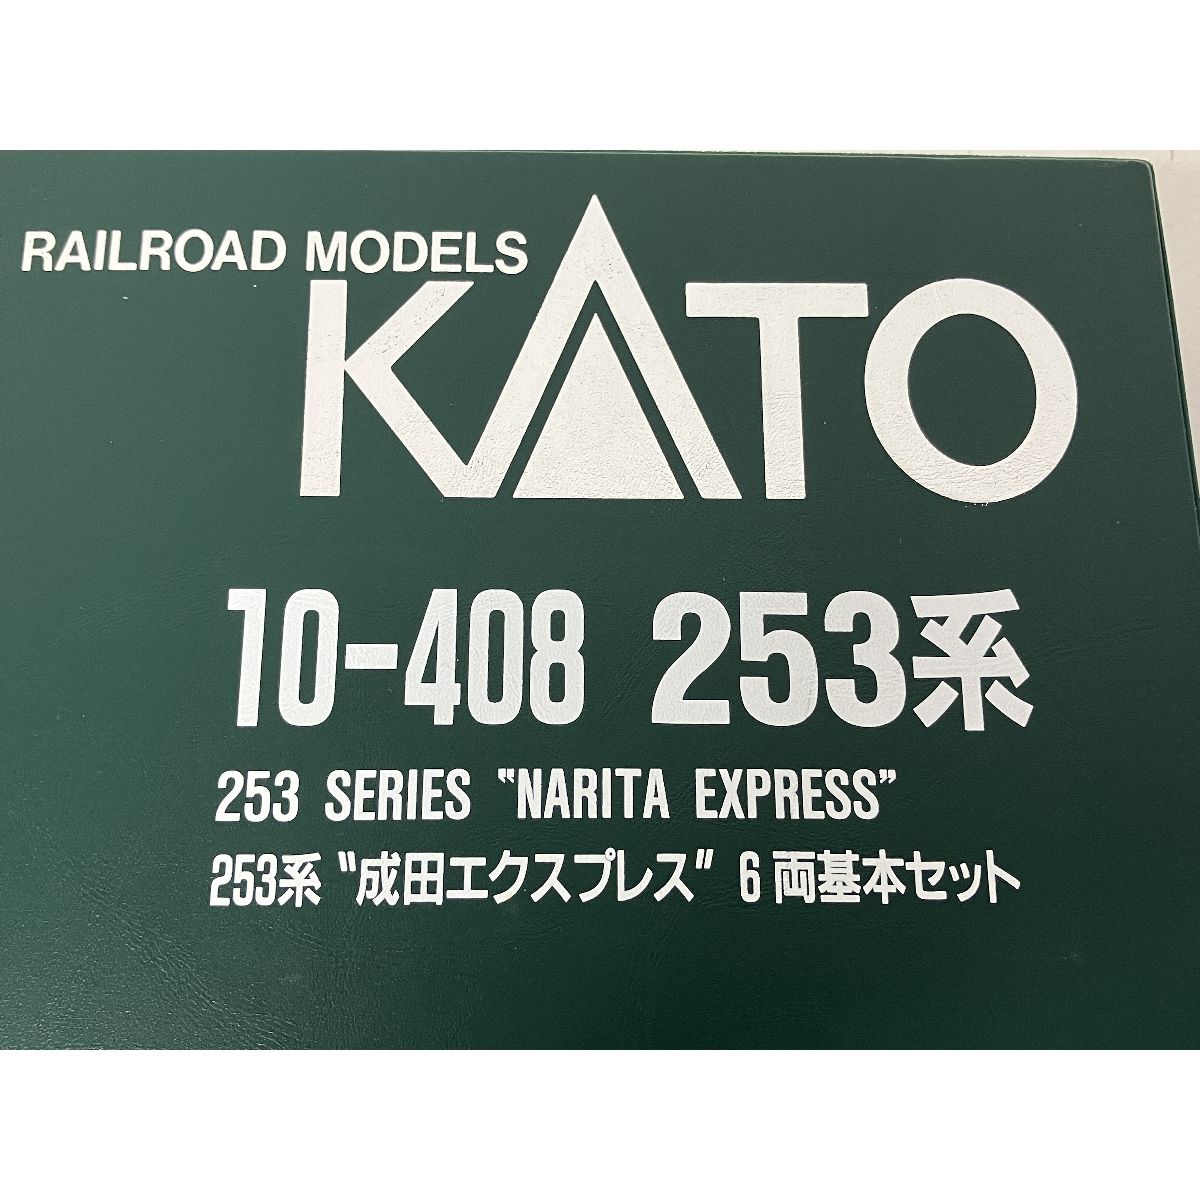 RAILROAD MODELS
KATO
10-408 253系
253 SERIES "NARITA EXPRESS"
253系 "成田エクスプレス" 6両基本セット